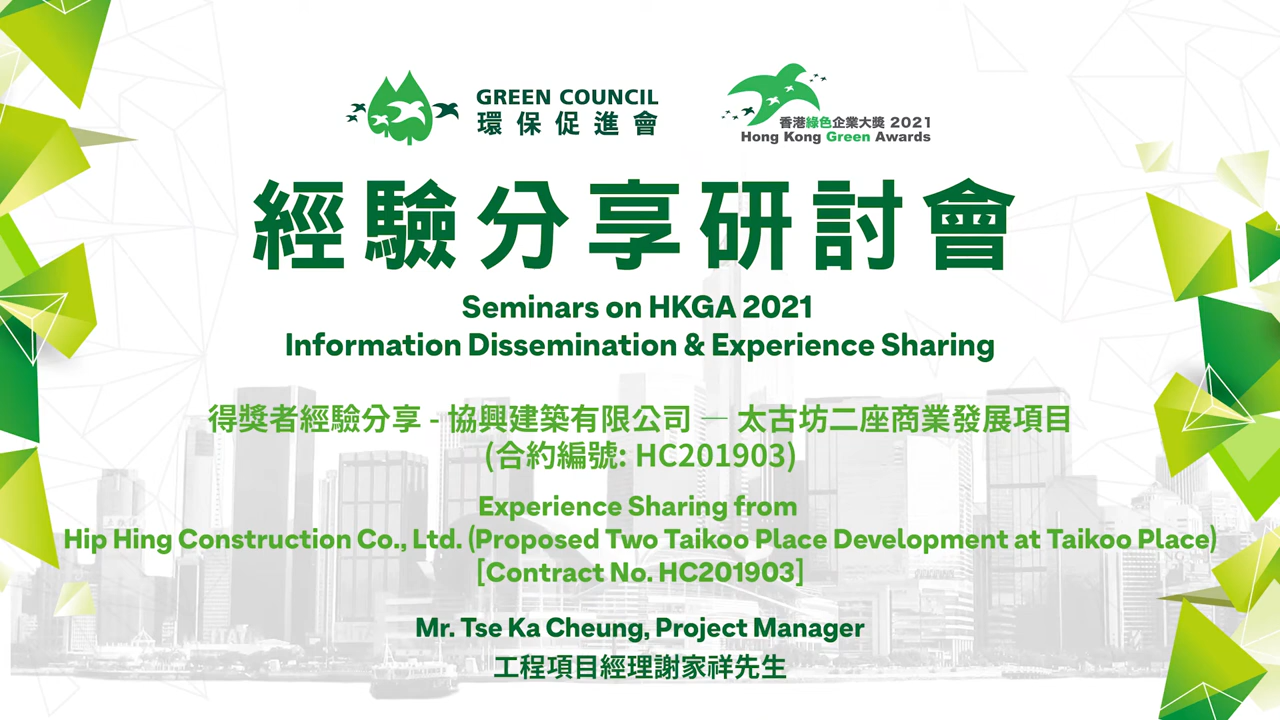 GREEN COUNCIL
環保促進會
香港綠色企業大獎 2021
Hong Kong Green Awards
經驗分享研討會
Seminars on HKGA 2021
Information Dissemination & Experience Sharing
得獎者經驗分享 - 協興建築有限公司 — 太古坊二座商業發展項目
(合約編號: HC201903)
Experience Sharing from
Hip Hing Construction Co., Ltd. (Proposed Two Taikoo Place Development at Taikoo Place)
[Contract No. HC201903]
Mr. Tse Ka Cheung, Project Manager
工程項目經理謝家祥先生